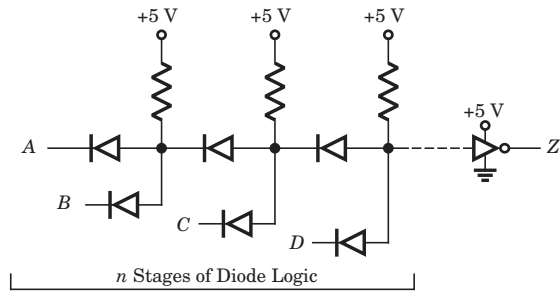 +5 V +5 V +5 V
+5 V
A Z
B
C
D
n Stages of Diode Logic